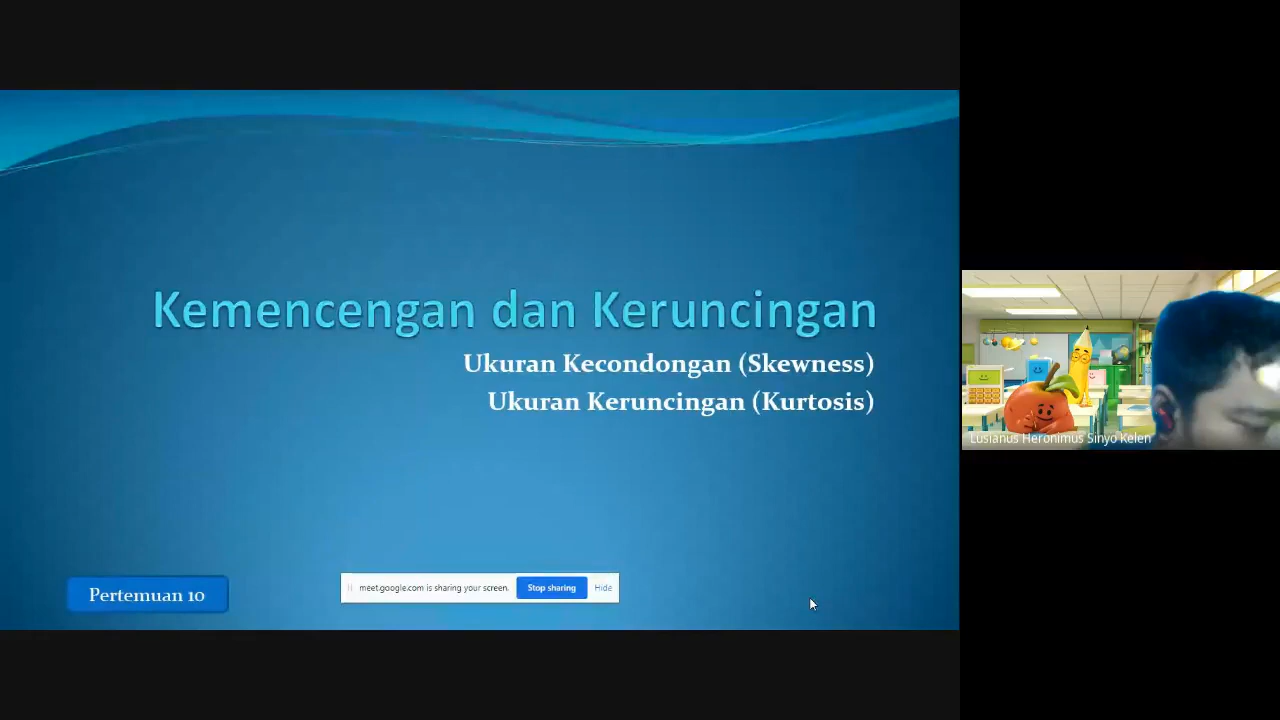 Kemencengan dan Keruncingan
Ukuran Kecondongan (Skewness)
Ukuran Keruncingan (Kurtosis)
Pertemuan 10
meet.google.com is sharing your screen. Stop sharing Hide
Lusianus Heronimus Sinyo Kelen